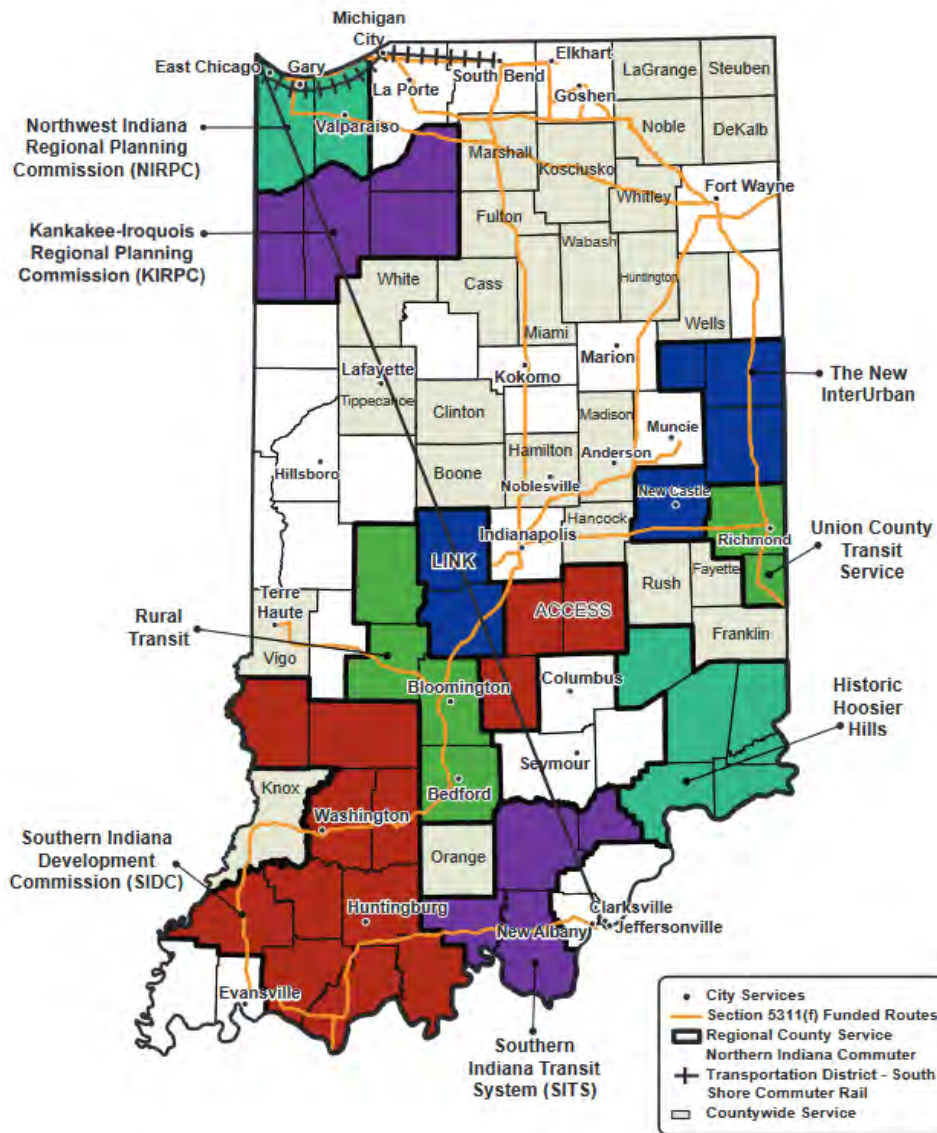 Michigan
City
East Chicago
Gary
La Porte
South Bend
Elkhart
Goshen
LaGrange
Steuben
Valparaiso
Noble
DeKalb
Northwest Indiana
Regional Planning
Commission (NIRPC)
Marshall
Kosciusko
Whitley
Fort Wayne
Kankakee-Iroquois
Regional Planning
Commission (KIRPC)
Fulton
Wabash
Huntington
White
Cass
Miami
Wells
Marion
Kokomo
Lafayette
Tippecanoe
Clinton
The New
InterUrban
Madison
Muncie
Hamilton
Anderson
Boone
Noblesville
Hillsboro
New Castle
Hancock
Indianapolis
Richmond
LINK
Union County
Transit
Service
Rush
Fayette
Terre
Haute
ACCESS
Rural
Transit
Franklin
Vigo
Bloomington
Columbus
Historic
Hoosier
Hills
Seymour
Knox
Bedford
Washington
Southern Indiana
Development
Commission (SIDC)
Orange
Huntingburg
Clarksville
Jeffersonville
New Albany
Evansville
Southern
Indiana Transit
System (SITS)
City Services
Section 5311(f) Funded Routes
Regional County Service
Northern Indiana Commuter
Transportation District - South
Shore Commuter Rail
Countywide Service